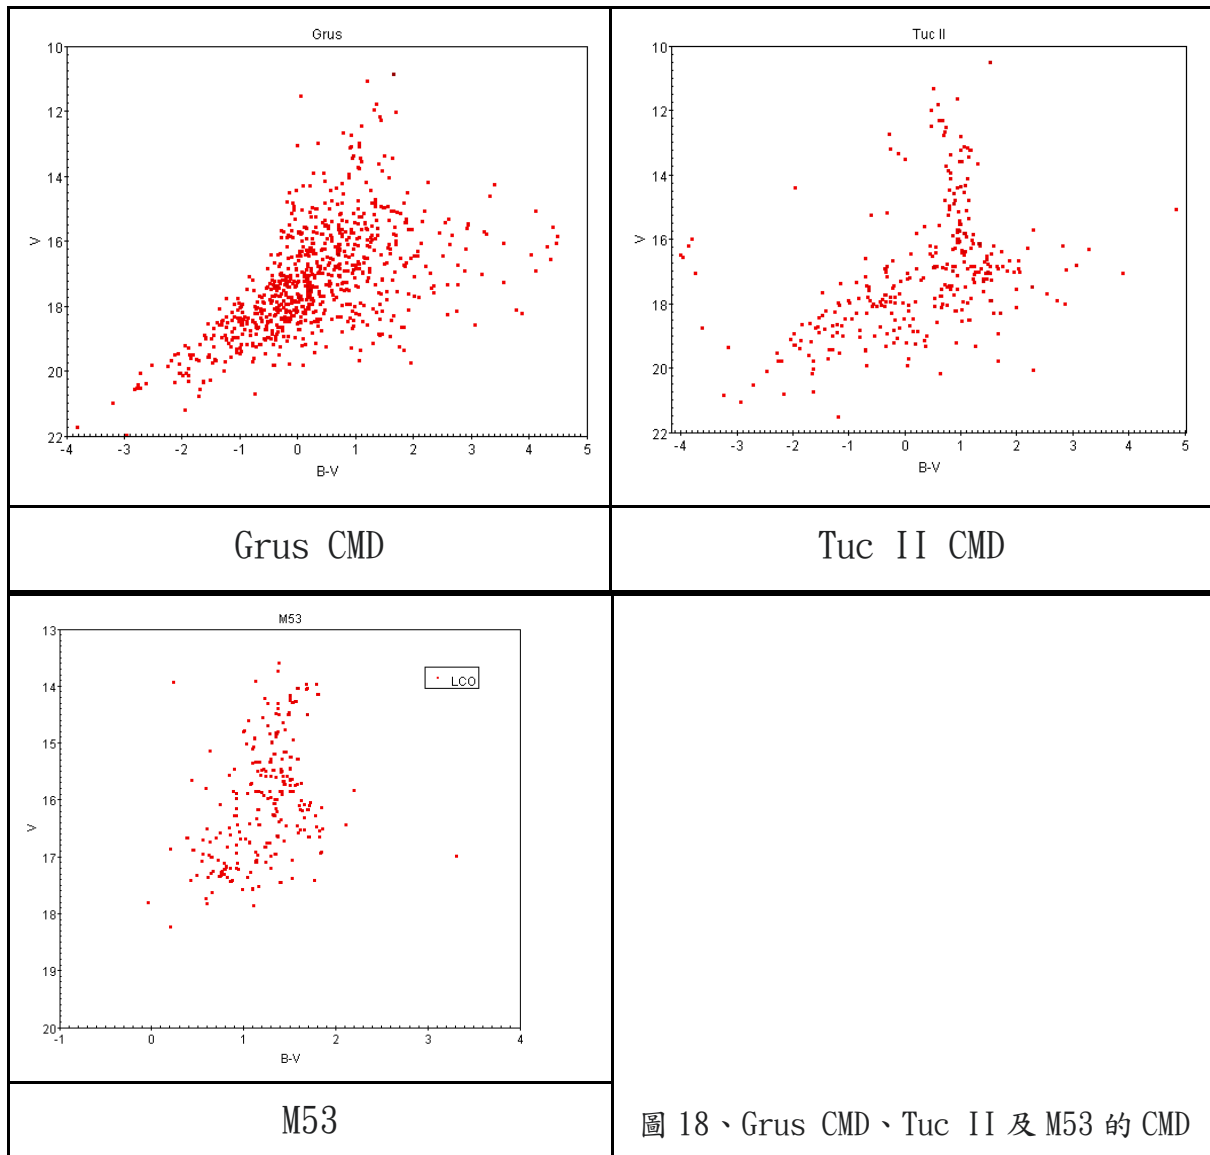 Grus
10
12
14
16
18
20
22
V
-4 -3 -2 -1 0 1 2 3 4 5
B-V
Tuc II
10
12
14
16
18
20
22
V
-4 -3 -2 -1 0 1 2 3 4 5
B-V
Grus CMD
Tuc II CMD
M53
13
14
15
16
17
18
19
20
V
LCO
-1 0 1 2 3 4
B-V
M53
圖 18、Grus CMD、Tuc II 及 M53 的 CMD